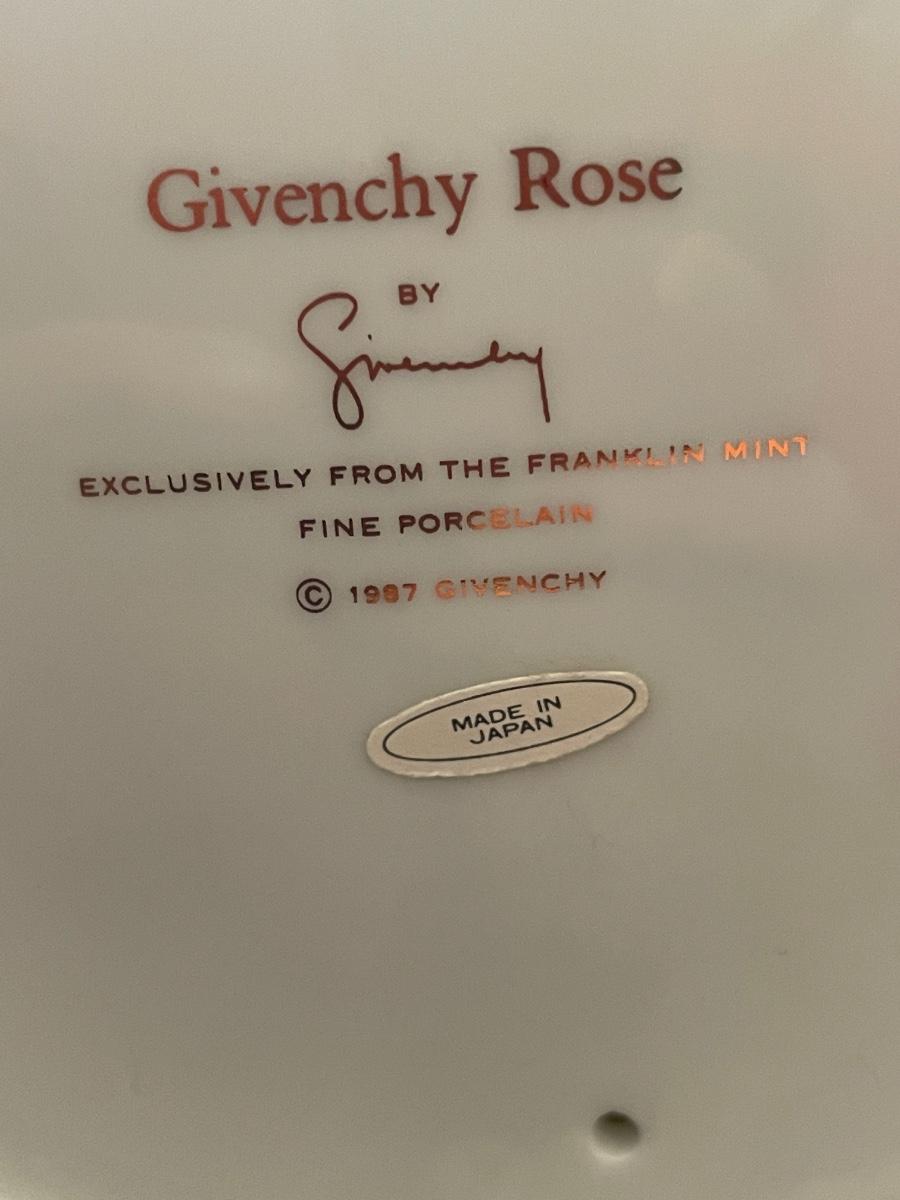 Givenchy Rose
BY
Givenchy
EXCLUSIVELY FROM THE FRANKLIN MINT
FINE PORCELAIN
© 1987 GIVENCHY
MADE IN
JAPAN